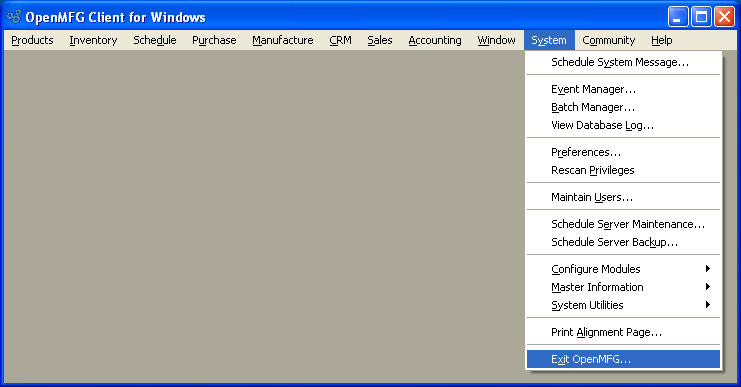 OpenMFG Client for Windows
Products Inventory Schedule Purchase Manufacture CRM Sales Accounting Window System Community Help
Schedule System Message...
Event Manager...
Batch Manager...
View Database Log...
Preferences...
Rescan Privileges
Maintain Users...
Schedule Server Maintenance...
Schedule Server Backup...
Configure Modules
Master Information
System Utilities
Print Alignment Page...
Exit OpenMFG...